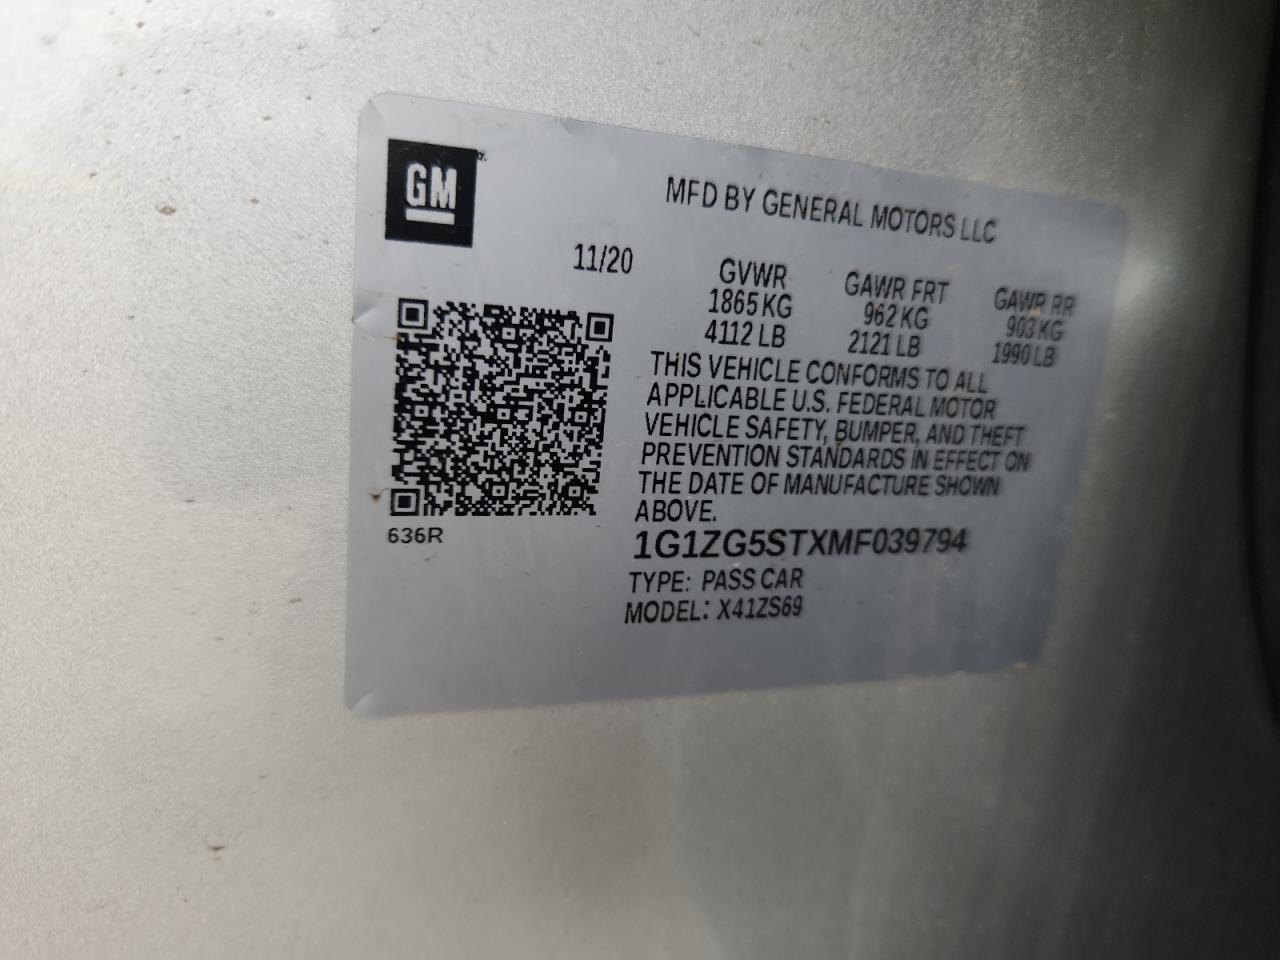 GM
MFD BY GENERAL MOTORS LLC
11/20
GVWR GAWR FRT GAWR RR
1865 KG 962 KG 903 KG
4112 LB 2121 LB 1990 LB
THIS VEHICLE CONFORMS TO ALL
APPLICABLE U.S. FEDERAL MOTOR
VEHICLE SAFETY, BUMPER, AND THEFT
PREVENTION STANDARDS IN EFFECT ON
THE DATE OF MANUFACTURE SHOWN
ABOVE.
636R
1G1ZG5STXMF039794
TYPE: PASS CAR
MODEL: X41ZS69